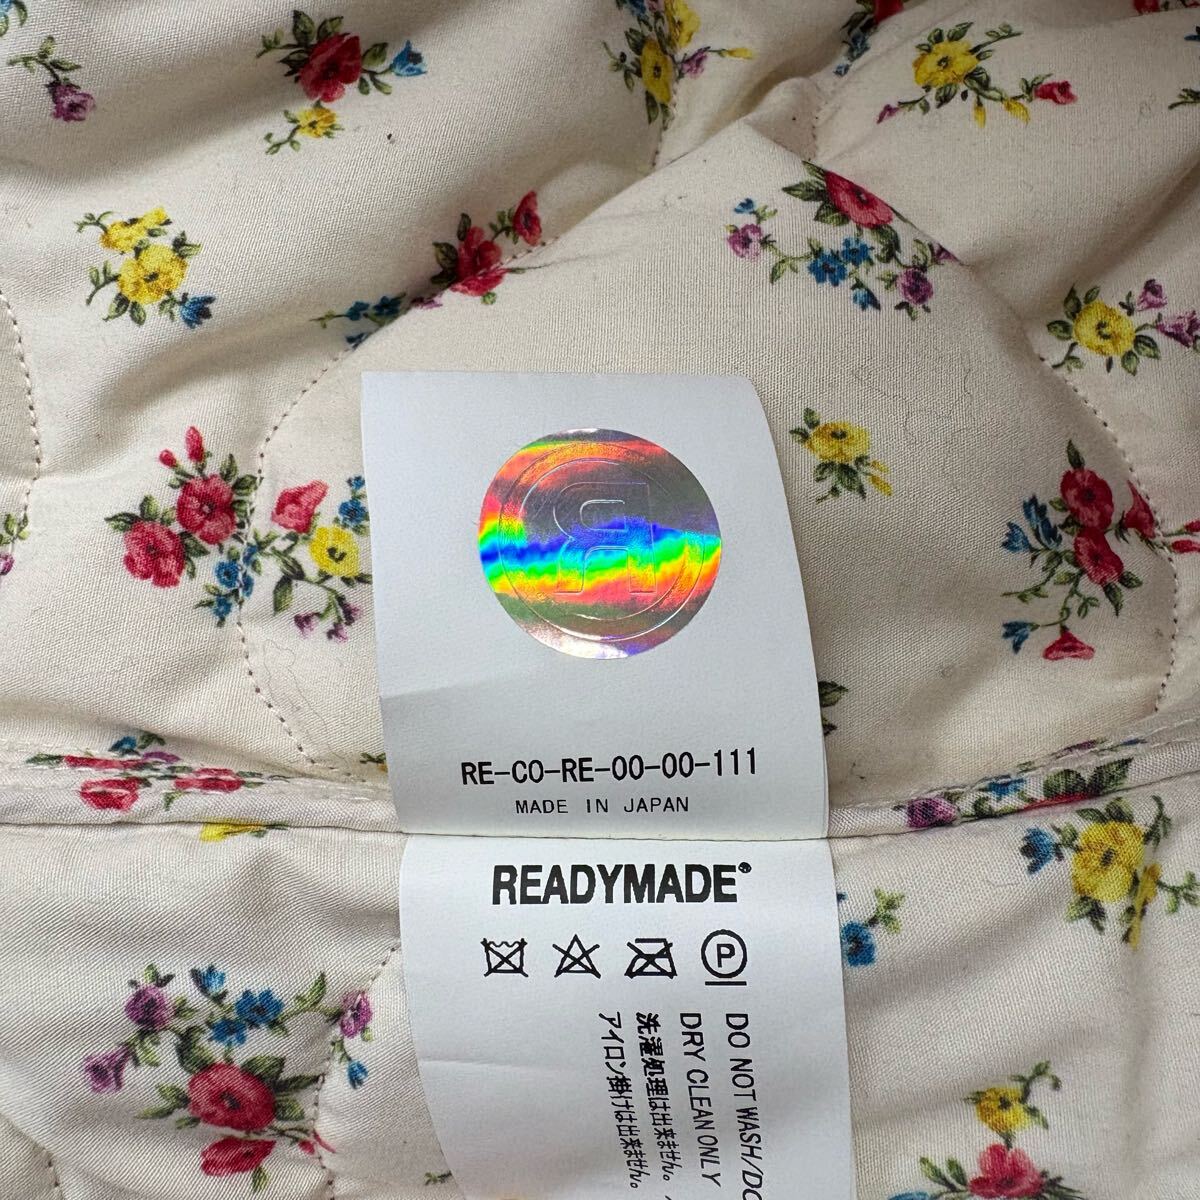 R
RE-CO-RE-00-00-111
MADE IN JAPAN
READYMADE
P
DO NOT WASH/DO
DRY CLEAN ONLY
洗濯処理は出来ません。
アイロン掛けは出来ません。